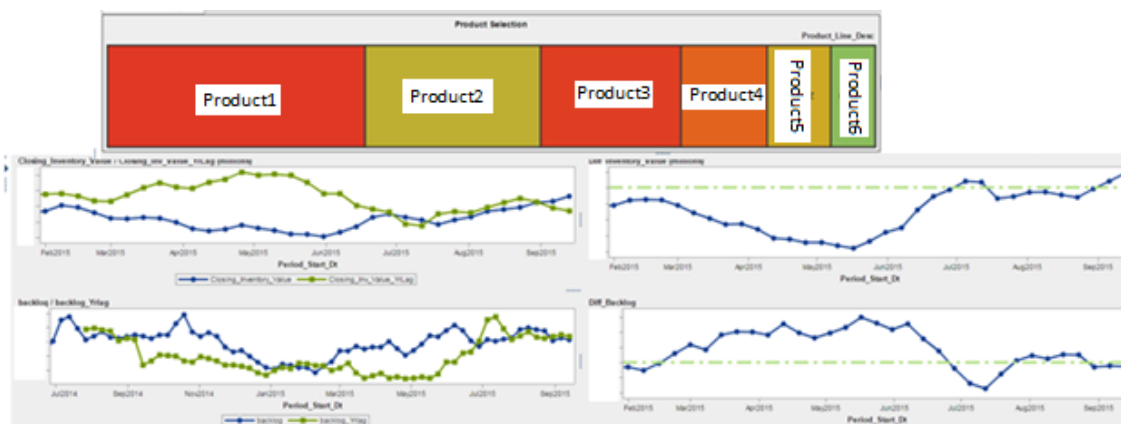 Product Selection
Product_Line_Desc
Product1
Product2
Product3
Product4
Product5
Product6
Closing_Inventory_Value / Closing_Inv_Value_YrLag (millions)
Feb2015 Mar2015 Apr2015 May2015 Jun2015 Jul2015 Aug2015 Sep2015
Period_Start_Dt
Closing_Inventory_Value Closing_Inv_Value_YrLag
Diff Inventory_Value (millions)
Feb2015 Mar2015 Apr2015 May2015 Jun2015 Jul2015 Aug2015 Sep2015
Period_Start_Dt
backlog / backlog_Yrlag
Jul2014 Sep2014 Nov2014 Jan2015 Mar2015 May2015 Jul2015 Sep2015
Period_Start_Dt
backlog backlog_Yrlag
Diff_Backlog
Feb2015 Mar2015 Apr2015 May2015 Jun2015 Jul2015 Aug2015 Sep2015
Period_Start_Dt